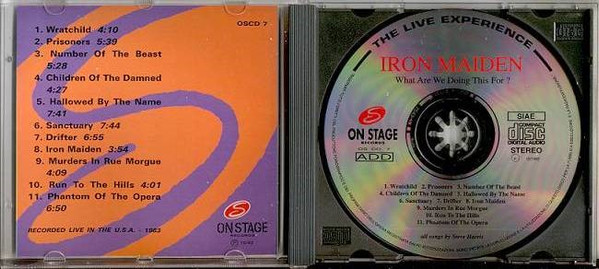 OSCD 7
1. Wratchild 4:10
2. Prisoners 5:39
3. Number Of The Beast
5:28
4. Children Of The Damned
4:27
5. Hallowed By The Name
6:41
6. Sanctuary 7:44
7. Drifter 6:55
8. Iron Maiden 3:54
9. Murders In Rue Morgue
4:09
10. Run To The Hills 4:01
11. Phantom Of The Opera
6:50
RECORDED LIVE IN THE U.S.A. - 1983
S
ON STAGE
RECORDS
THE LIVE EXPERIENCE
IRON MAIDEN
What Are We Doing This For ?
S
ON STAGE
RECORDS
ADD
SIAE
COMPACT
disc
DIGITAL AUDIO
STEREO
1. Wratchild 2. Prisoners 3. Number Of The Beast
4. Children Of The Damned 5. Hallowed By The Name
6. Sanctuary 7. Drifter 8. Iron Maiden
9. Murders In Rue Morgue
10. Run To The Hills
11. Phantom Of The Opera
all songs by Steve Harris